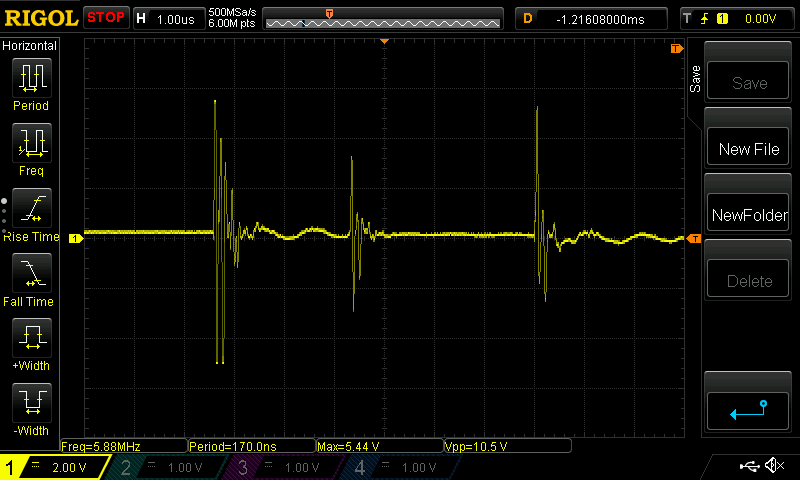 RIGOL STOP H 1.00us 500MSa/s 6.00M pts T D -1.21608000ms T 1 0.00V
Horizontal
Period
Freq
Rise Time
Fall Time
+Width
-Width
T
1
T
Save
Save
New File
NewFolder
Delete
Freq=5.88MHz Period=170.0ns Max=5.44 V Vpp=10.5 V
1 2.00 V 2 1.00 V 3 1.00 V 4 1.00 V